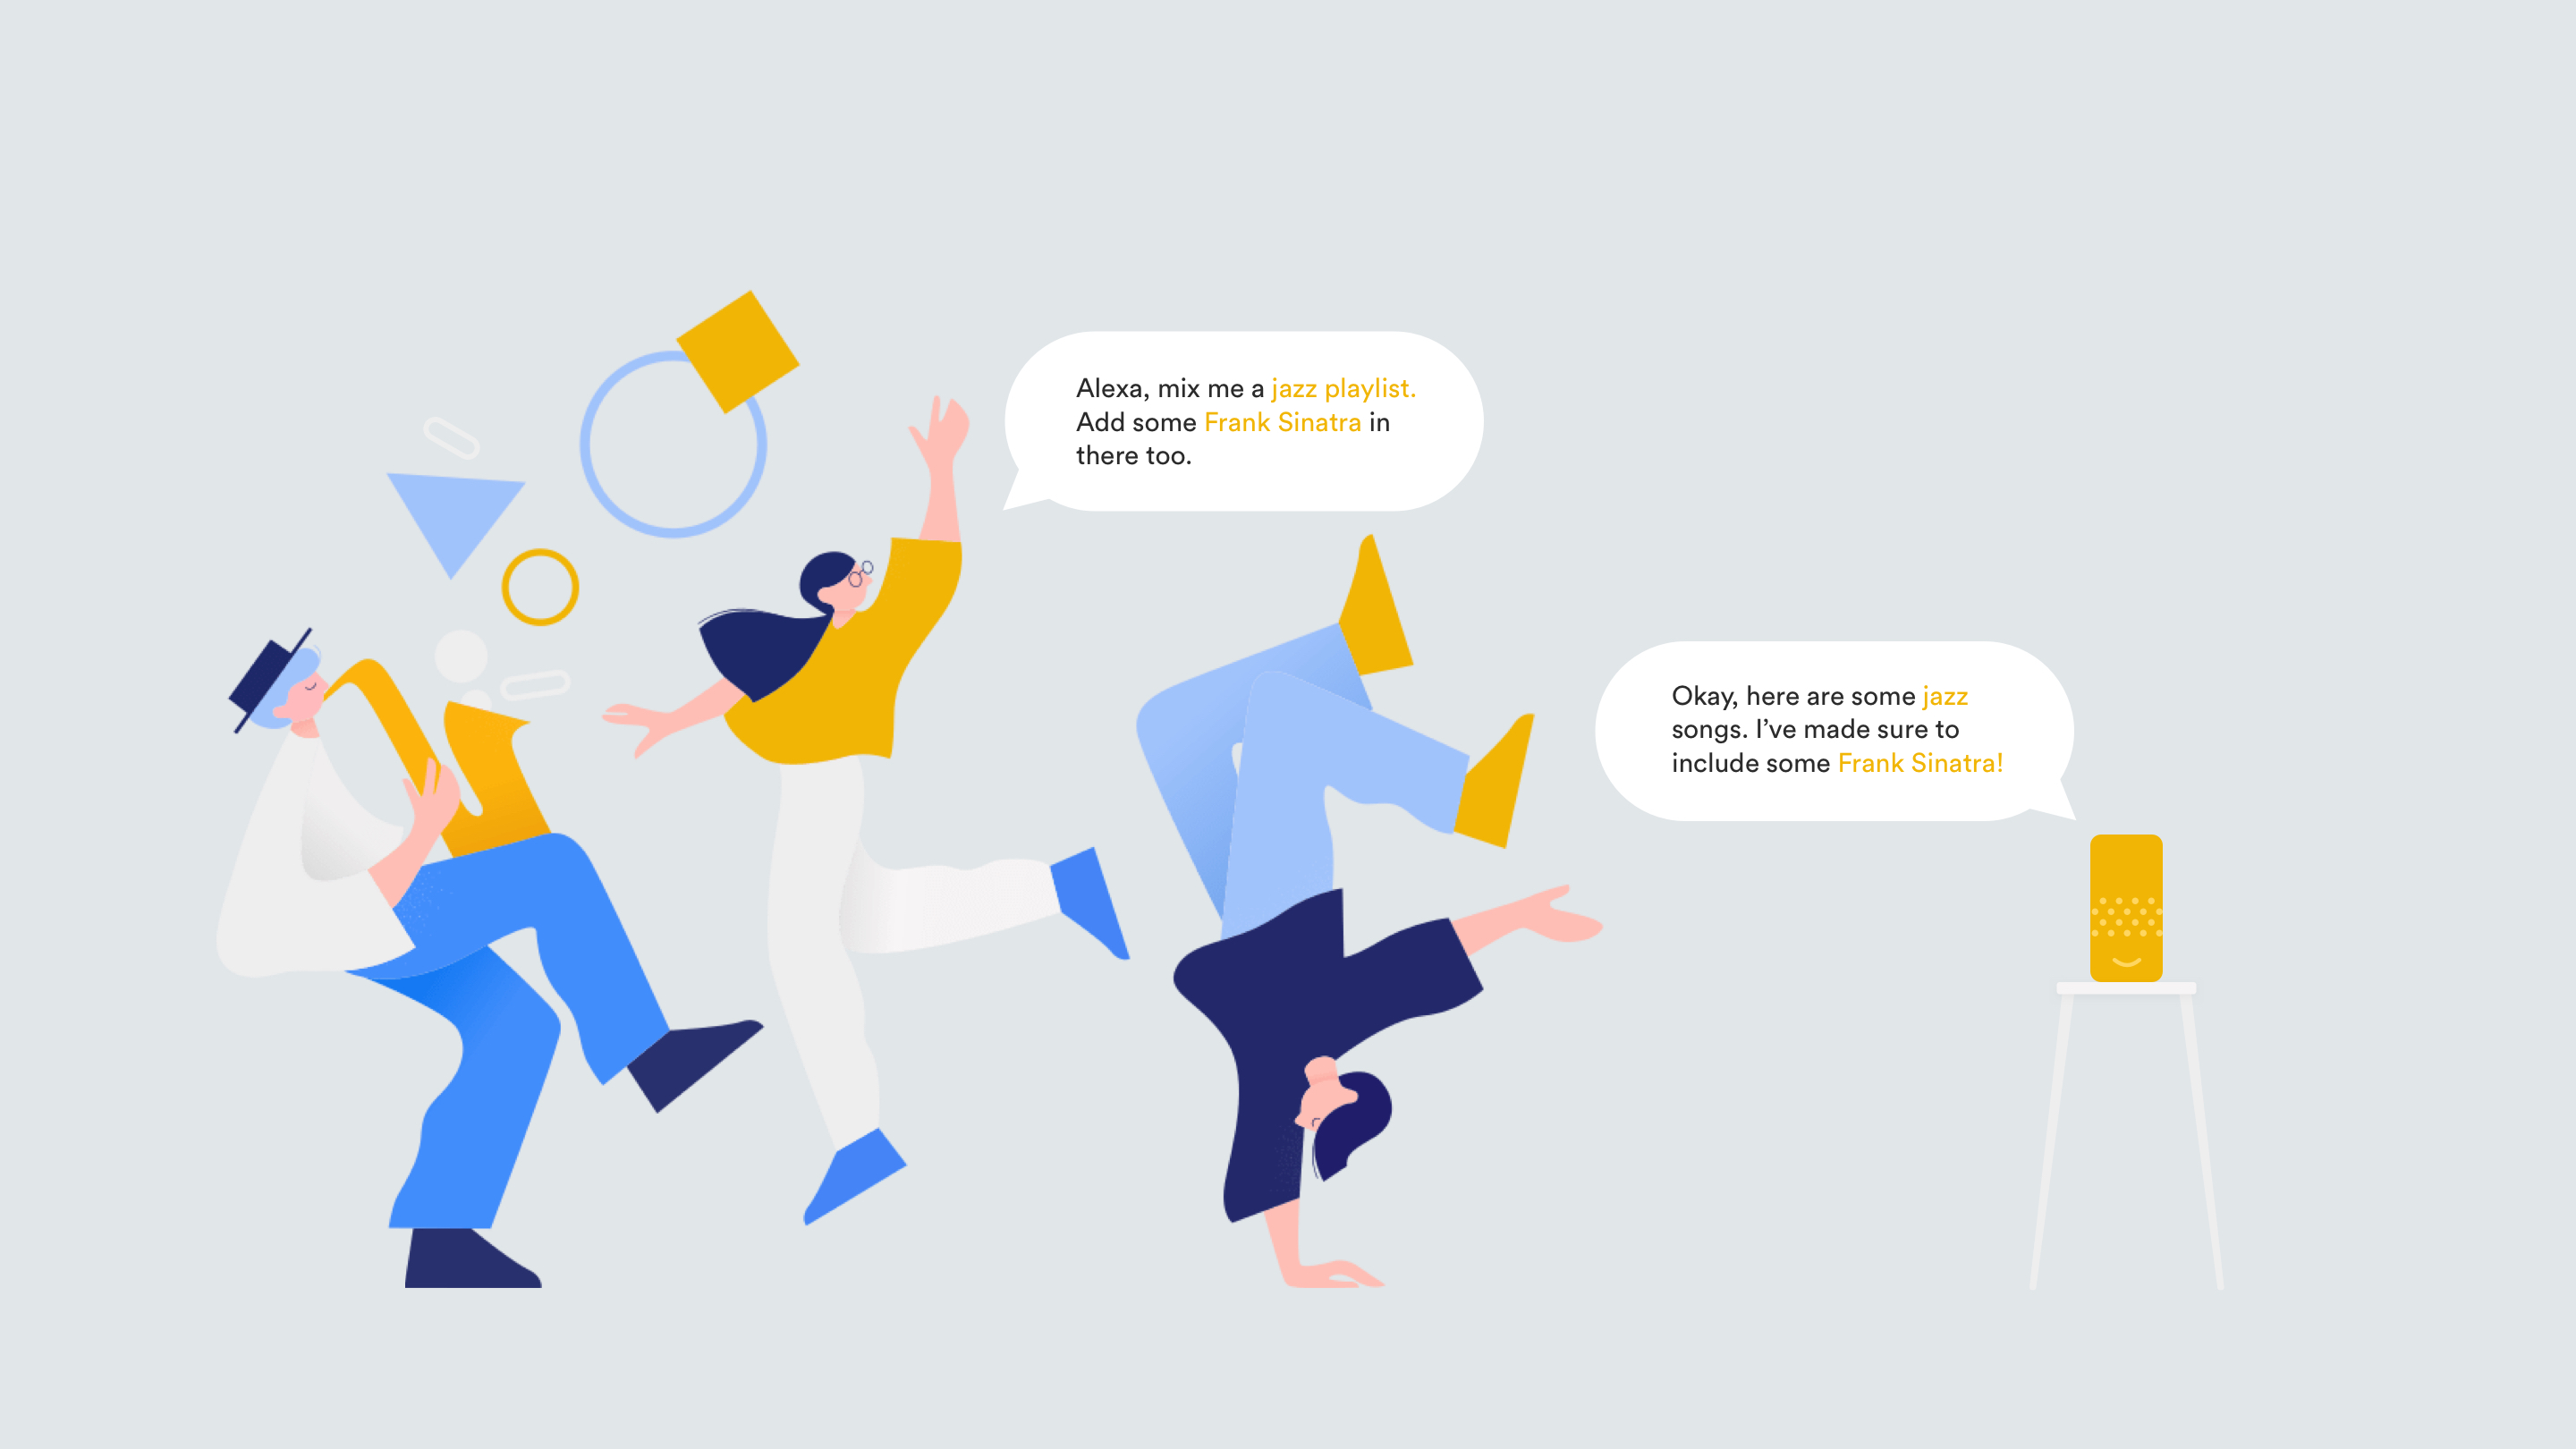 Alexa, mix me a jazz playlist.
Add some Frank Sinatra in
there too.
Okay, here are some jazz
songs. I’ve made sure to
include some Frank Sinatra!